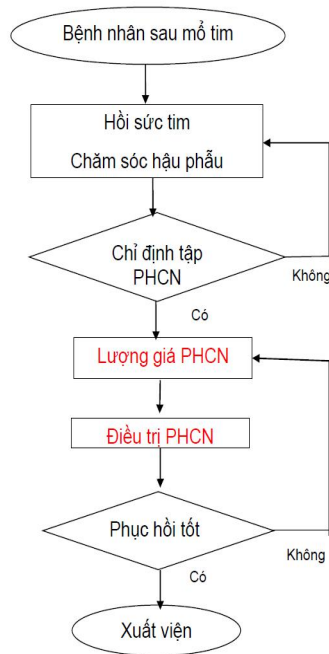 Bệnh nhân sau mổ tim
Hồi sức tim
Chăm sóc hậu phẫu
Chỉ định tập
PHCN
Không
Có
Lượng giá PHCN
Điều trị PHCN
Phục hồi tốt
Không
Có
Xuất viện